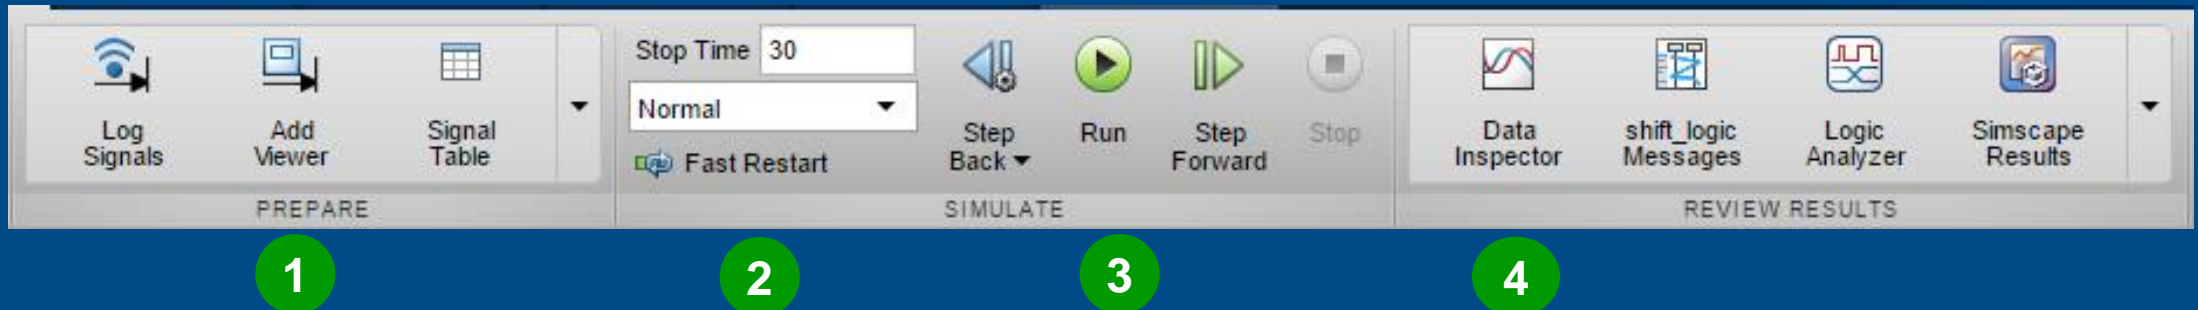 Log
Signals
Add
Viewer
Signal
Table
PREPARE
Stop Time 30
Normal
Fast Restart
Step
Back
Run
Step
Forward
Stop
SIMULATE
Data
Inspector
shift_logic
Messages
Logic
Analyzer
Simscape
Results
REVIEW RESULTS
1
2
3
4